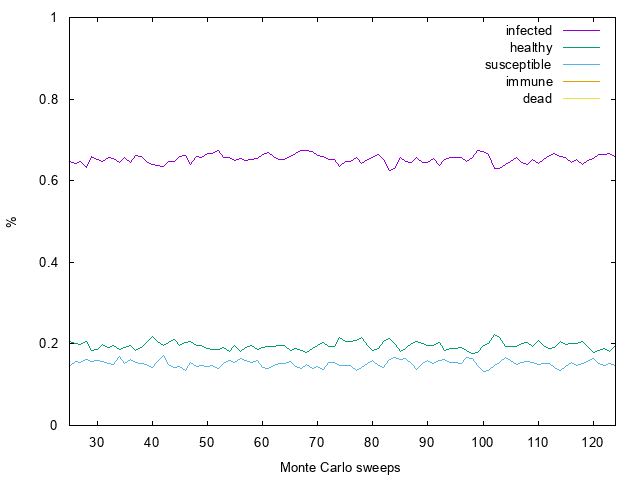 1
0.8
0.6
0.4
0.2
0
%
infected
healthy
susceptible
immune
dead
30 40 50 60 70 80 90 100 110 120
Monte Carlo sweeps